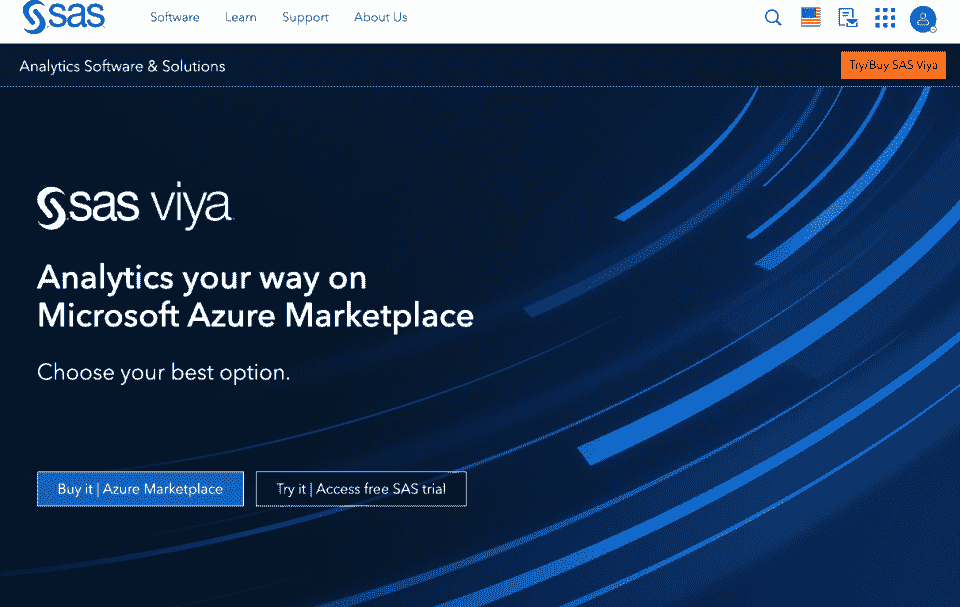 sas
Software Learn Support About Us
Analytics Software & Solutions
Try/Buy SAS Viya
sas viya
Analytics your way on
Microsoft Azure Marketplace
Choose your best option.
Buy it | Azure Marketplace
Try it | Access free SAS trial